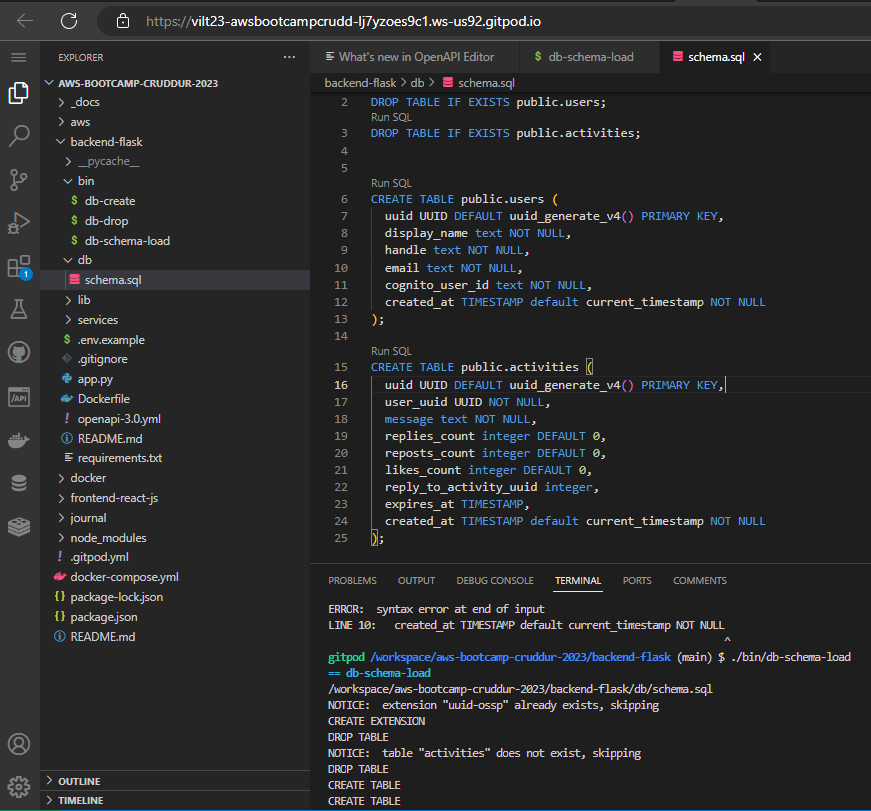 https://vilt23-awsbootcampcrudd-lj7yzoes9c1.ws-us92.gitpod.io
EXPLORER
AWS-BOOTCAMP-CRUDDUR-2023
_docs
aws
backend-flask
__pycache__
bin
$ db-create
$ db-drop
$ db-schema-load
db
schema.sql
lib
services
$ .env.example
.gitignore
app.py
Dockerfile
! openapi-3.0.yml
README.md
requirements.txt
docker
frontend-react-js
journal
node_modules
! .gitpod.yml
docker-compose.yml
{} package-lock.json
{} package.json
README.md
OUTLINE
TIMELINE
1
/API
What's new in OpenAPI Editor
$ db-schema-load
schema.sql
backend-flask > db > schema.sql
2 DROP TABLE IF EXISTS public.users;
Run SQL
3 DROP TABLE IF EXISTS public.activities;
4
5
Run SQL
6 CREATE TABLE public.users (
7 uuid UUID DEFAULT uuid_generate_v4() PRIMARY KEY,
8 display_name text NOT NULL,
9 handle text NOT NULL,
10 email text NOT NULL,
11 cognito_user_id text NOT NULL,
12 created_at TIMESTAMP default current_timestamp NOT NULL
13 );
14
Run SQL
15 CREATE TABLE public.activities (
16 uuid UUID DEFAULT uuid_generate_v4() PRIMARY KEY,
17 user_uuid UUID NOT NULL,
18 message text NOT NULL,
19 replies_count integer DEFAULT 0,
20 reposts_count integer DEFAULT 0,
21 likes_count integer DEFAULT 0,
22 reply_to_activity_uuid integer,
23 expires_at TIMESTAMP,
24 created_at TIMESTAMP default current_timestamp NOT NULL
25 );
PROBLEMS OUTPUT DEBUG CONSOLE TERMINAL PORTS COMMENTS
ERROR:  syntax error at end of input
LINE 10:   created_at TIMESTAMP default current_timestamp NOT NULL
^
gitpod /workspace/aws-bootcamp-cruddur-2023/backend-flask (main) $ ./bin/db-schema-load
== db-schema-load
/workspace/aws-bootcamp-cruddur-2023/backend-flask/db/schema.sql
NOTICE:  extension "uuid-ossp" already exists, skipping
CREATE EXTENSION
DROP TABLE
NOTICE:  table "activities" does not exist, skipping
DROP TABLE
CREATE TABLE
CREATE TABLE